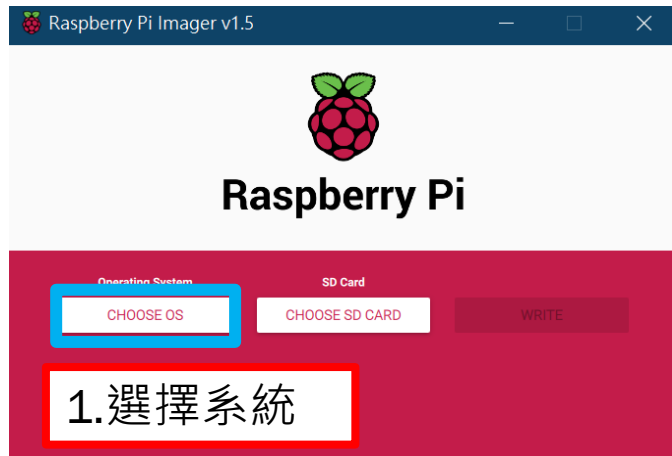 Raspberry Pi Imager v1.5
Raspberry Pi
Operating System
SD Card
CHOOSE OS
CHOOSE SD CARD
WRITE
1.選擇系統